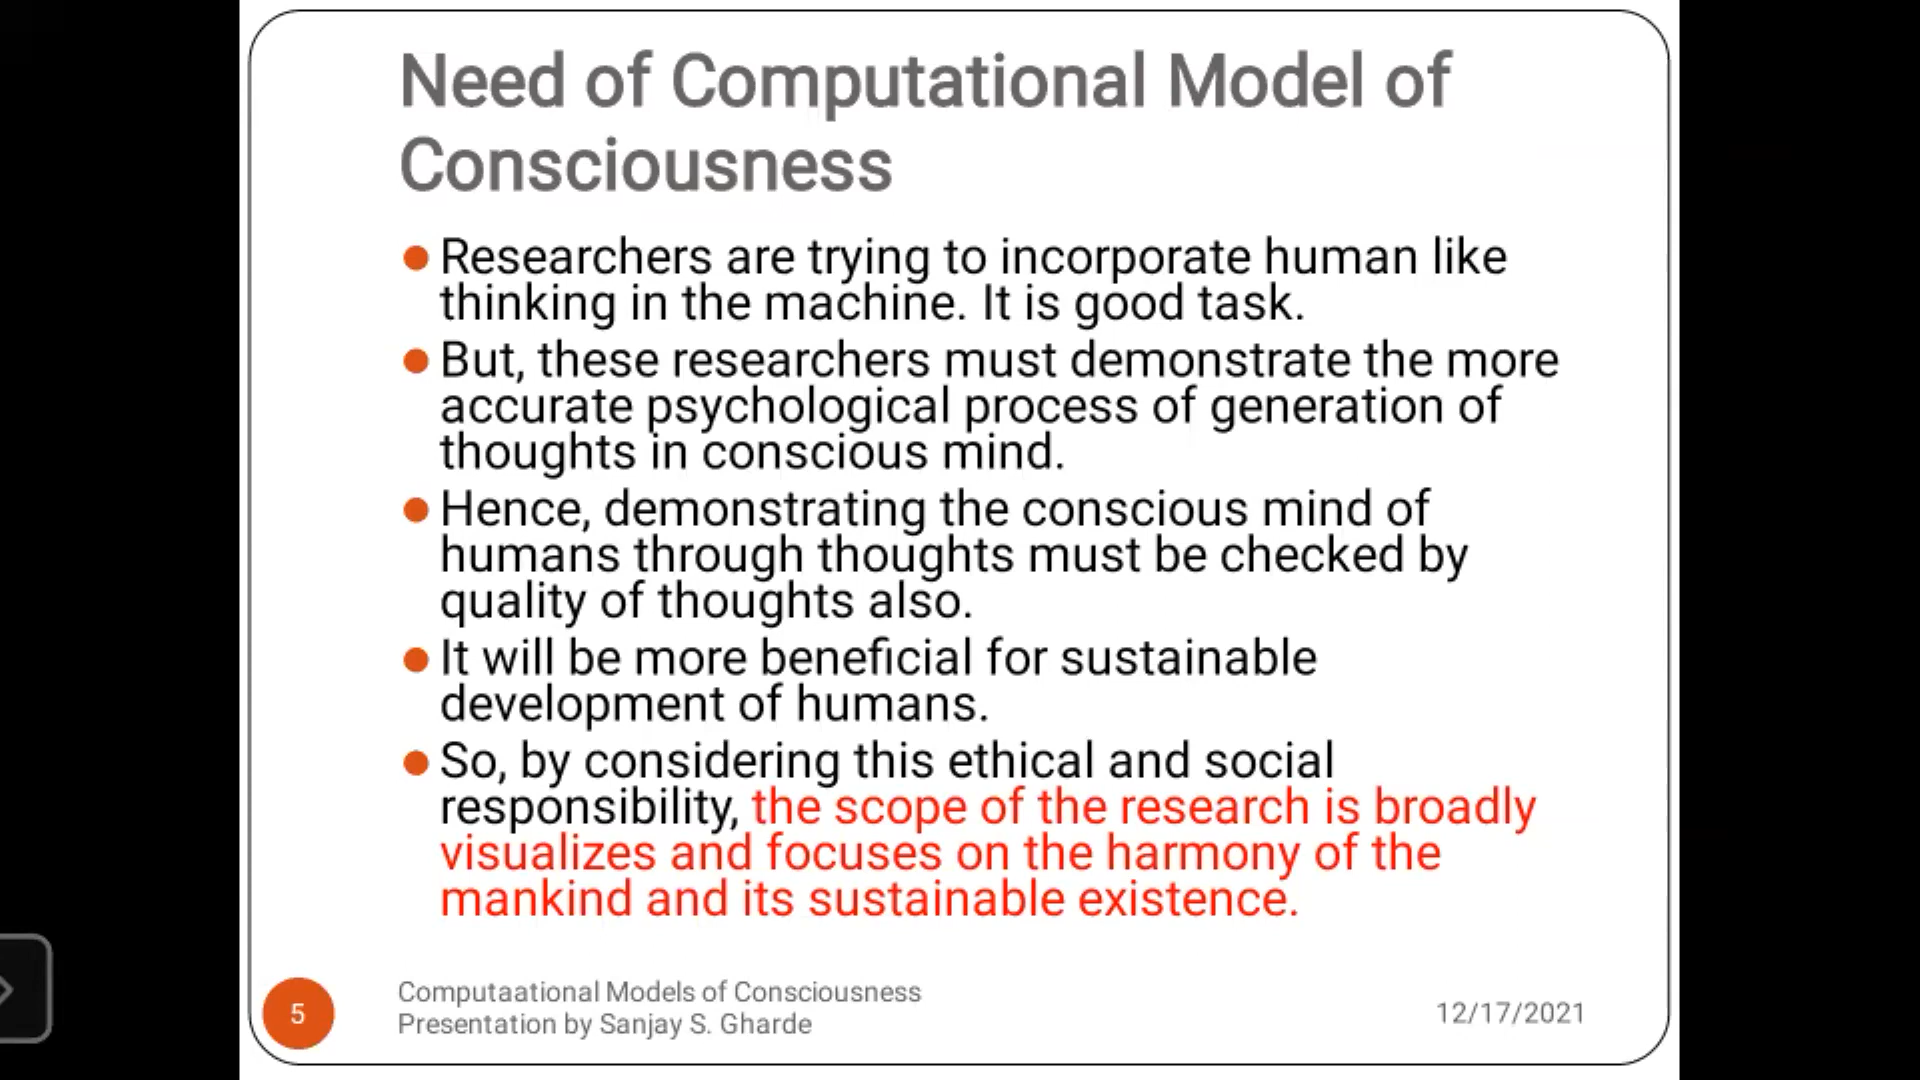 Need of Computational Model of
Consciousness
Researchers are trying to incorporate human like
thinking in the machine. It is good task.
But, these researchers must demonstrate the more
accurate psychological process of generation of
thoughts in conscious mind.
Hence, demonstrating the conscious mind of
humans through thoughts must be checked by
quality of thoughts also.
It will be more beneficial for sustainable
development of humans.
So, by considering this ethical and social
responsibility, the scope of the research is broadly
visualizes and focuses on the harmony of the
mankind and its sustainable existence.
5
Computaational Models of Consciousness
Presentation by Sanjay S. Gharde
12/17/2021